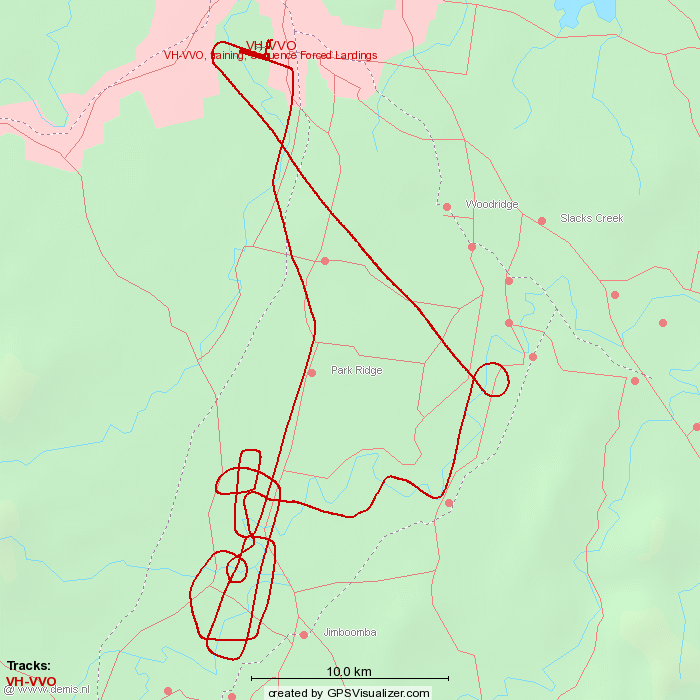 VH-VVO
VH-VVO, training, Sequence Forced Landings
Woodridge
Slacks Creek
Park Ridge
Jimboomba
Tracks:
VH-VVO
© www.demis.nl
10.0 km
created by GPSVisualizer.com